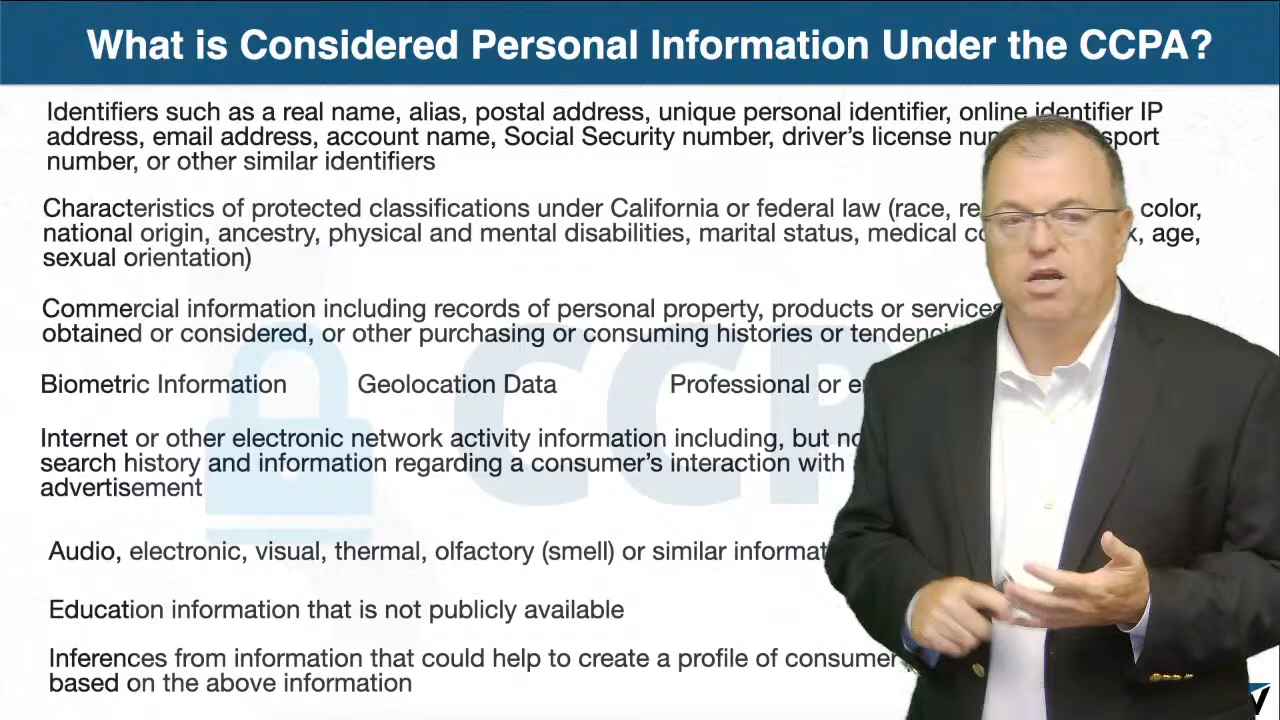 What is Considered Personal Information Under the CCPA?
Identifiers such as a real name, alias, postal address, unique personal identifier, online identifier IP
address, email address, account name, Social Security number, driver's license
number, or other similar identifiers
Characteristics of protected classifications under California or federal law (race, color,
national origin, ancestry, physical and mental disabilities, marital status, medical age,
sexual orientation)
Commercial information including records of personal property, products or services
obtained or considered, or other purchasing or consuming histories or
Biometric Information Geolocation Data Professional or
Internet or other electronic network activity information including, but
search history and information regarding a consumer's interaction with
advertisement
Audio, electronic, visual, thermal, olfactory (smell) or similar
Education information that is not publicly available
Inferences from information that could help to create a profile of consumer
based on the above information
CCP